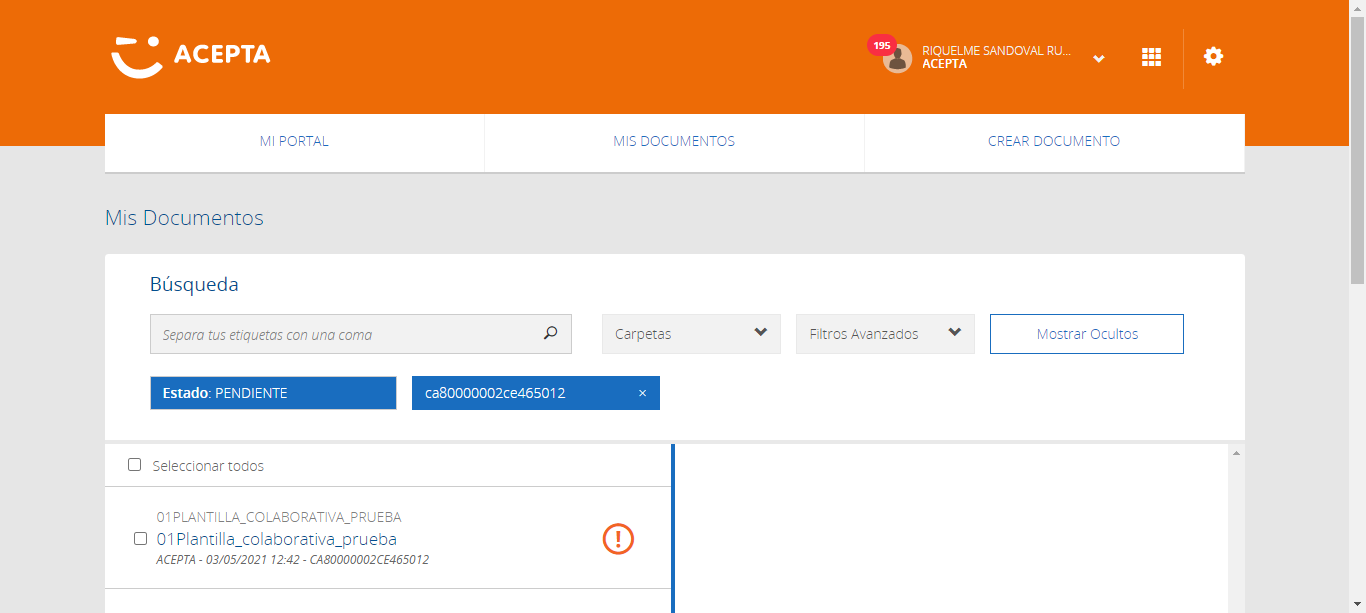 ACEPTA
195
RIQUELME SANDOVAL RU...
ACEPTA
MI PORTAL
MIS DOCUMENTOS
CREAR DOCUMENTO
Mis Documentos
Búsqueda
Separa tus etiquetas con una coma
Carpetas
Filtros Avanzados
Mostrar Ocultos
Estado: PENDIENTE
ca80000002ce465012 ×
Seleccionar todos
01PLANTILLA_COLABORATIVA_PRUEBA
01Plantilla_colaborativa_prueba
ACEPTA - 03/05/2021 12:42 - CA80000002CE465012